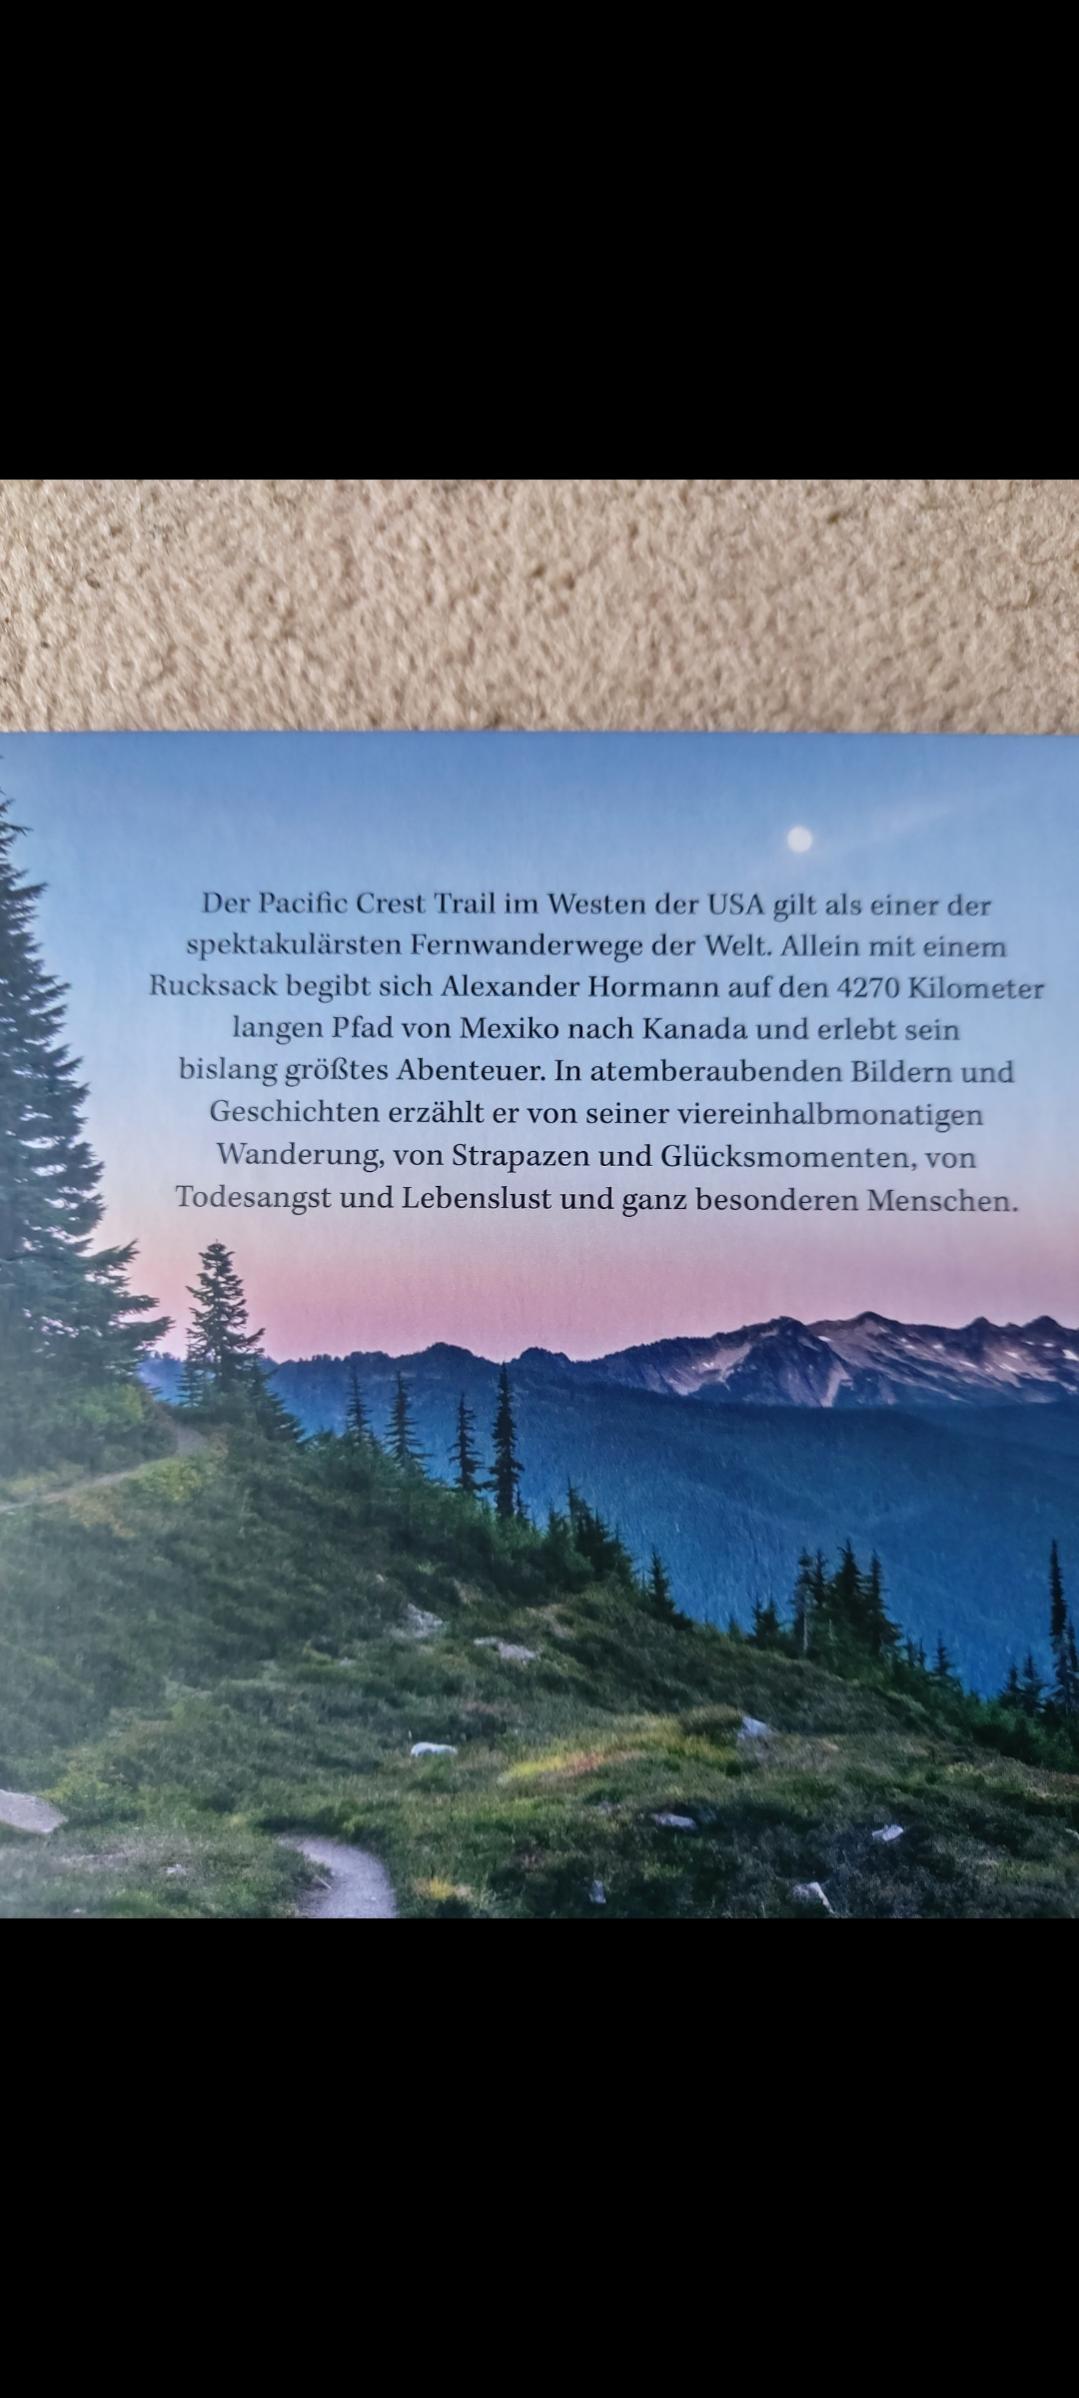 Der Pacific Crest Trail im Westen der USA gilt als einer der
spektakulärsten Fernwanderwege der Welt. Allein mit einem
Rucksack begibt sich Alexander Hormann auf den 4270 Kilometer
langen Pfad von Mexiko nach Kanada und erlebt sein
bislang größtes Abenteuer. In atemberaubenden Bildern und
Geschichten erzählt er von seiner viereinhalbmonatigen
Wanderung, von Strapazen und Glücksmomenten, von
Todesangst und Lebenslust und ganz besonderen Menschen.